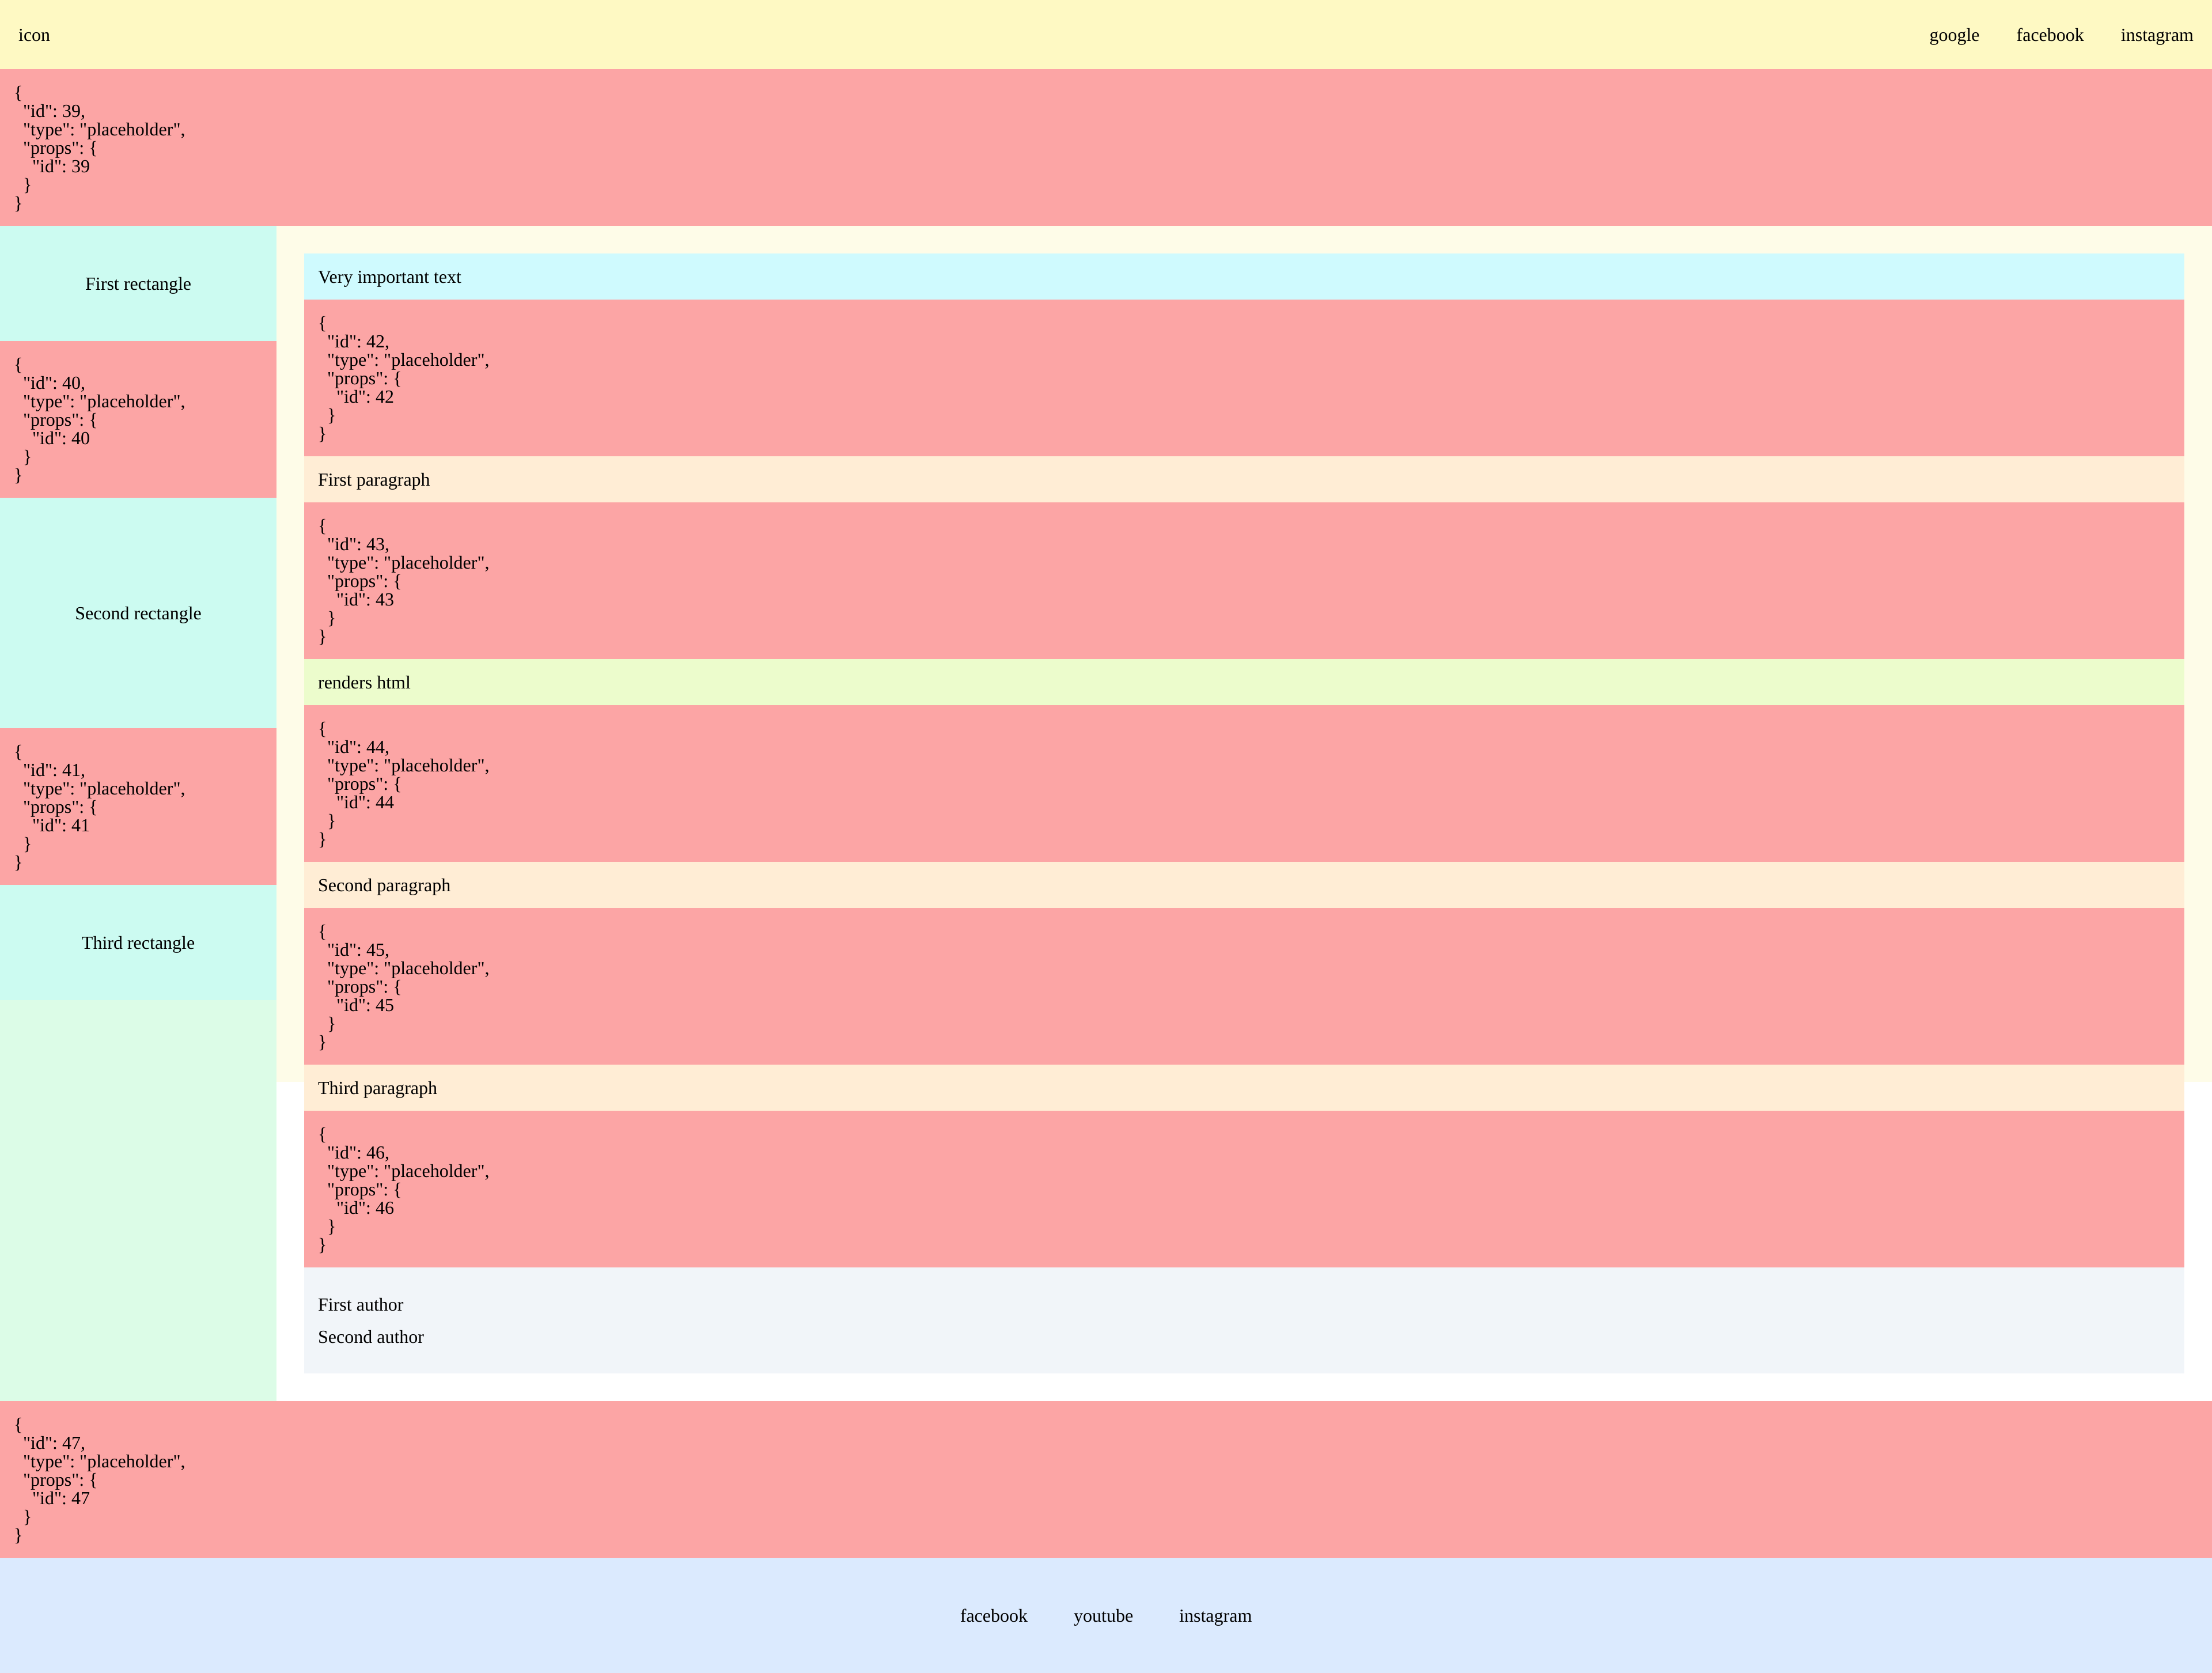 icon google facebook instagram
{
  "id": 39,
  "type": "placeholder",
  "props": {
    "id": 39
  }
}
First rectangle
{
  "id": 40,
  "type": "placeholder",
  "props": {
    "id": 40
  }
}
Second rectangle
{
  "id": 41,
  "type": "placeholder",
  "props": {
    "id": 41
  }
}
Third rectangle
Very important text
{
  "id": 42,
  "type": "placeholder",
  "props": {
    "id": 42
  }
}
First paragraph
{
  "id": 43,
  "type": "placeholder",
  "props": {
    "id": 43
  }
}
renders html
{
  "id": 44,
  "type": "placeholder",
  "props": {
    "id": 44
  }
}
Second paragraph
{
  "id": 45,
  "type": "placeholder",
  "props": {
    "id": 45
  }
}
Third paragraph
{
  "id": 46,
  "type": "placeholder",
  "props": {
    "id": 46
  }
}
First author
Second author
{
  "id": 47,
  "type": "placeholder",
  "props": {
    "id": 47
  }
}
facebook youtube instagram